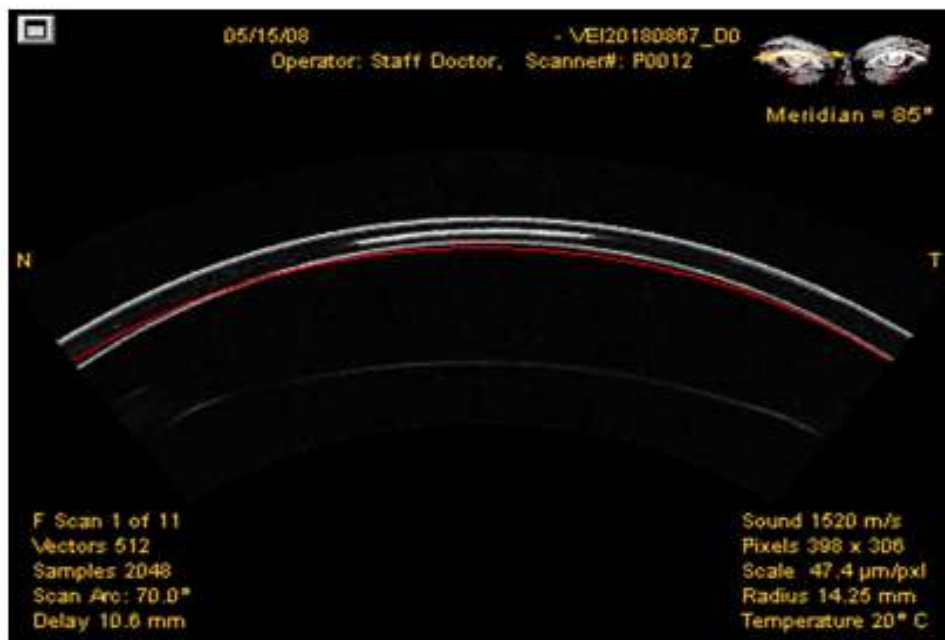 05/15/08 - VEI20180867_D0
Operator: Staff Doctor, Scanner#: P0012
Meridian = 85°
N
T
F Scan 1 of 11
Vectors 512
Samples 2048
Scan Arc: 70.0°
Delay 10.6 mm
Sound 1520 m/s
Pixels 398 x 306
Scale 47.4 µm/pxl
Radius 14.25 mm
Temperature 20° C